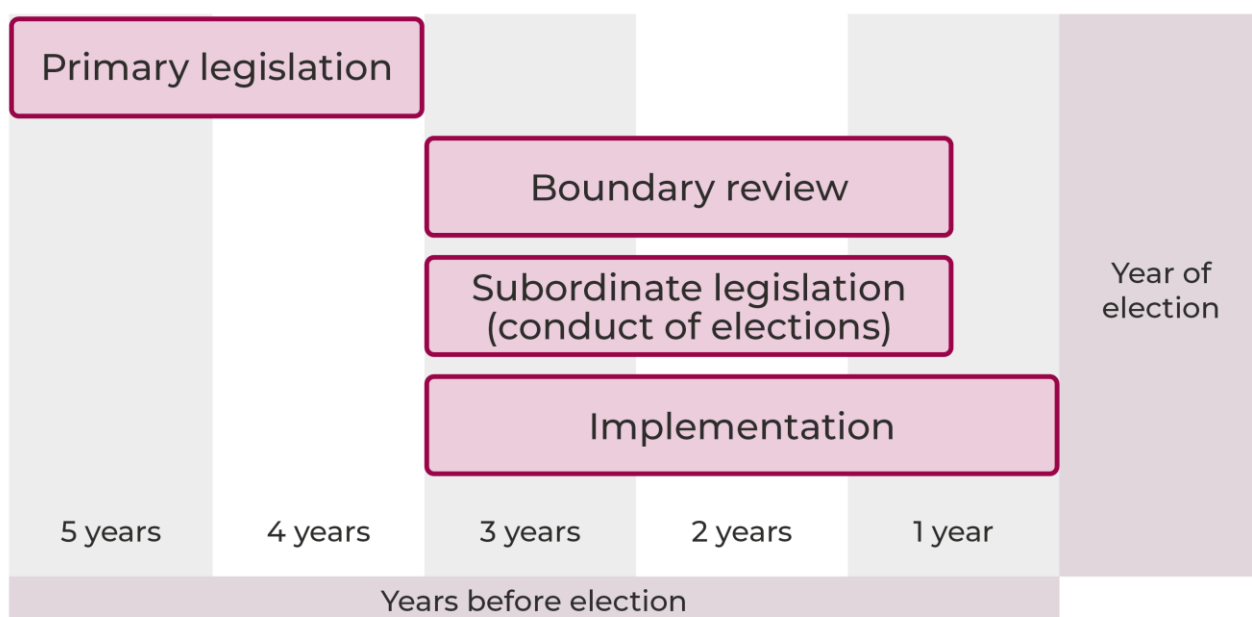 Primary legislation
Boundary review
Subordinate legislation
(conduct of elections)
Implementation
Year of
election
5 years
4 years
3 years
2 years
1 year
Years before election